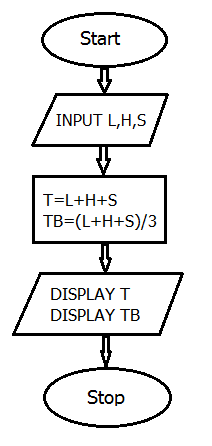 Start
INPUT L,H,S
T=L+H+S
TB=(L+H+S)/3
DISPLAY T
DISPLAY TB
Stop